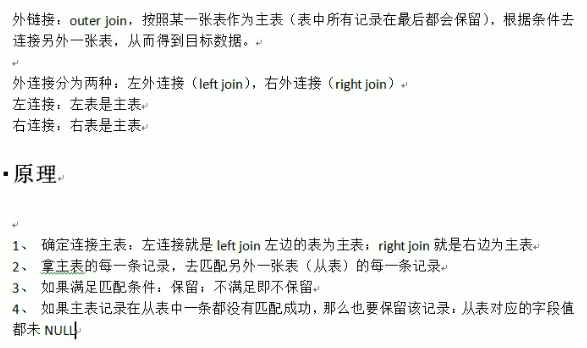 外链接：outer join，按照某一张表作为主表（表中所有记录在最后都会保留），根据条件去
连接另外一张表，从而得到目标数据。
外连接分为两种：左外连接（left join），右外连接（right join）
左连接：左表是主表
右连接：右表是主表
原理
1、 确定连接主表：左连接就是 left join 左边的表为主表；right join 就是右边为主表
2、 拿主表的每一条记录，去匹配另外一张表（从表）的每一条记录
3、 如果满足匹配条件：保留；不满足即不保留
4、 如果主表记录在从表中一条都没有匹配成功，那么也要保留该记录：从表对应的字段值
都未 NULL